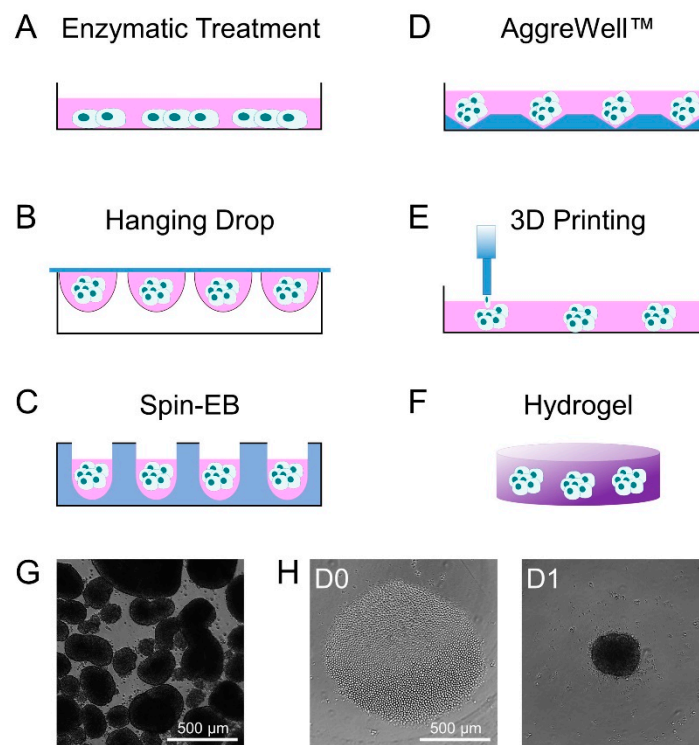 A Enzymatic Treatment
D AggreWell™
B Hanging Drop
E 3D Printing
C Spin-EB
F Hydrogel
G
500 µm
H D0
500 µm
D1